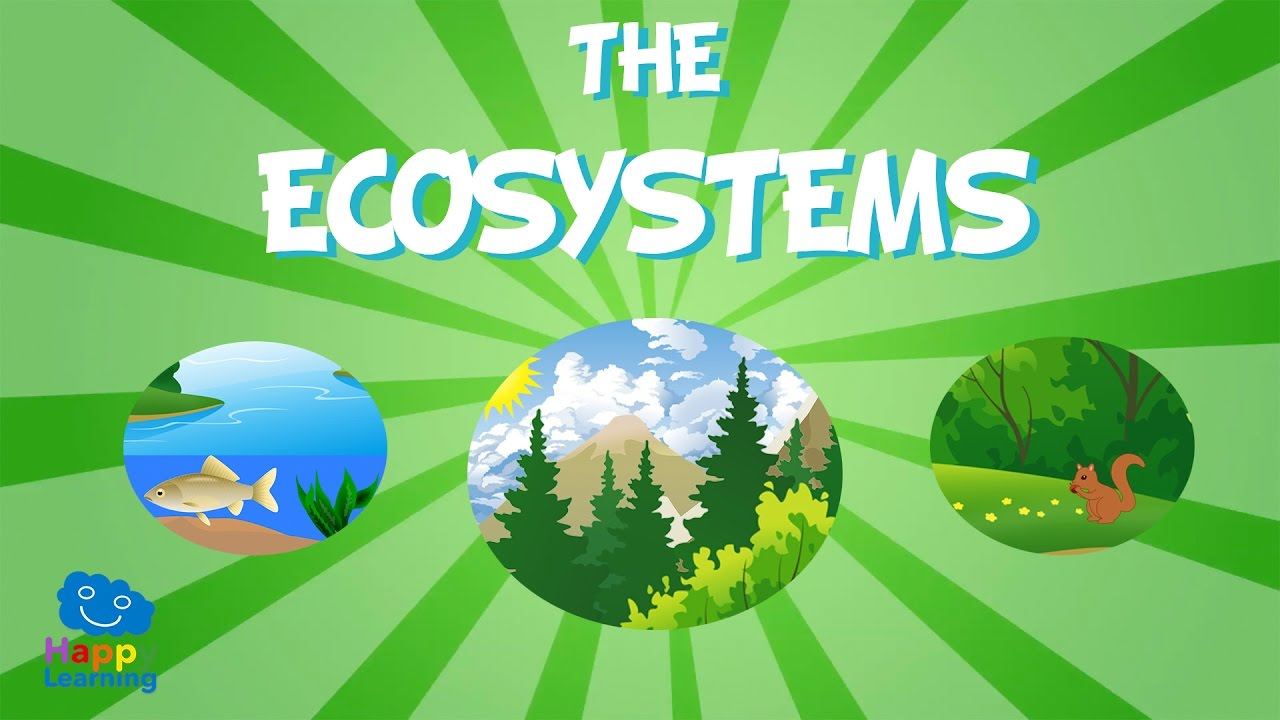 THE
ECOSYSTEMS
Happy
Learning